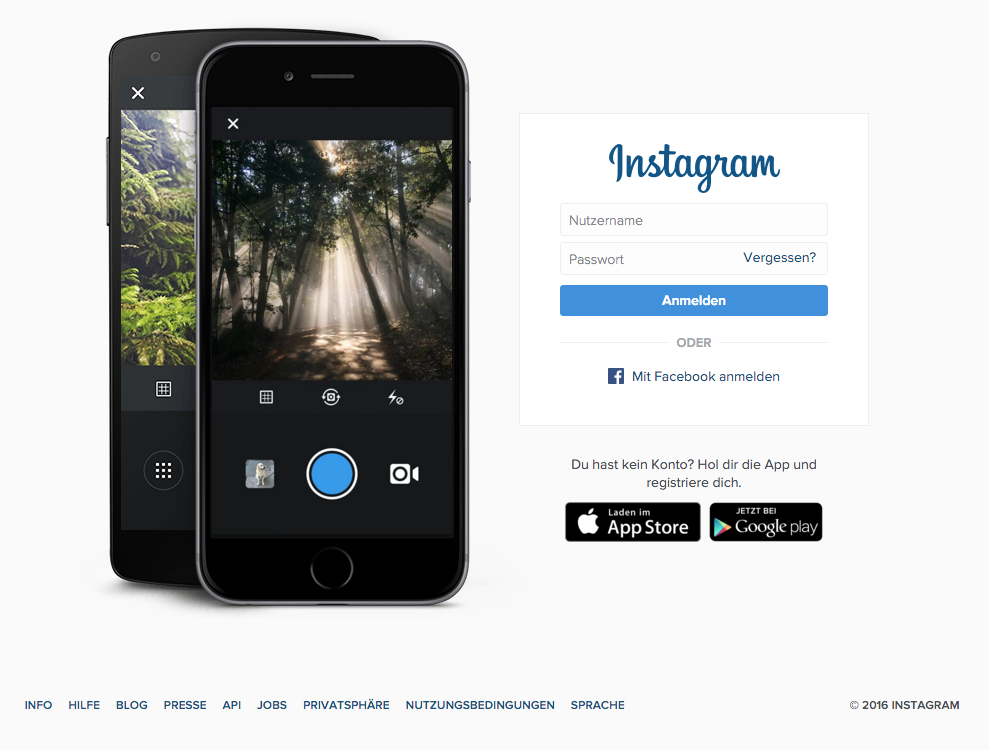 Instagram
Nutzername
Passwort
Vergessen?
Anmelden
ODER
Mit Facebook anmelden
Du hast kein Konto? Hol dir die App und
registriere dich.
Laden im
App Store
JETZT BEI
Google play
INFO HILFE BLOG PRESSE API JOBS PRIVATSPHÄRE NUTZUNGSBEDINGUNGEN SPRACHE © 2016 INSTAGRAM